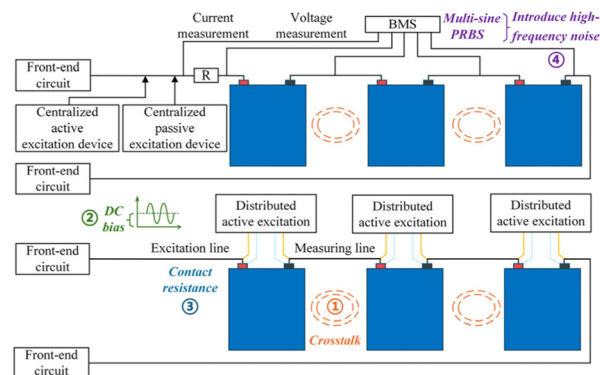 Current
measurement
Voltage
measurement
BMS
Multi-sine
PRBS
Introduce high-
frequency noise
④
Front-end
circuit
R
Centralized
active
excitation device
Centralized
passive
excitation device
Front-end
circuit
② DC
bias
Distributed
active excitation
Distributed
active excitation
Distributed
active excitation
Front-end
circuit
Excitation line
Measuring line
Contact
resistance
③
①
Crosstalk
Front-end
circuit